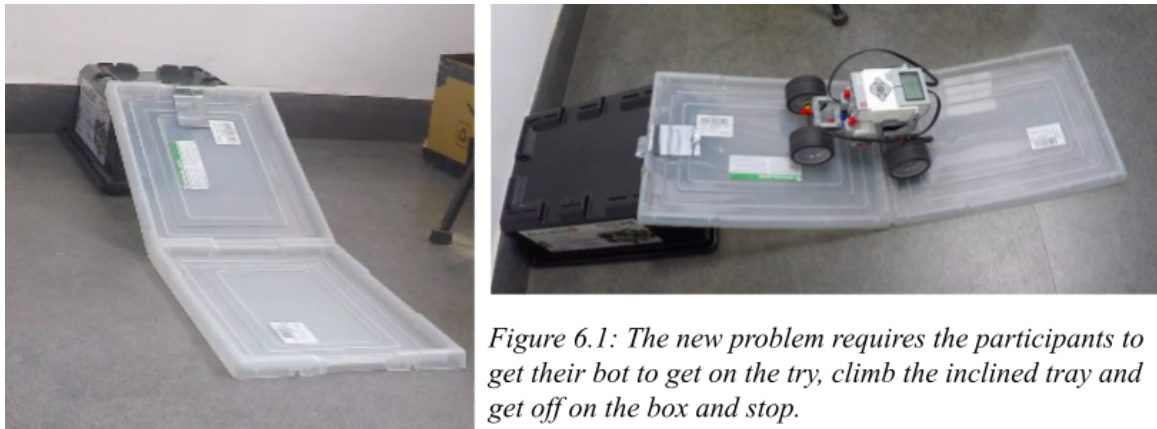 Figure 6.1: The new problem requires the participants to
get their bot to get on the try, climb the inclined tray and
get off on the box and stop.